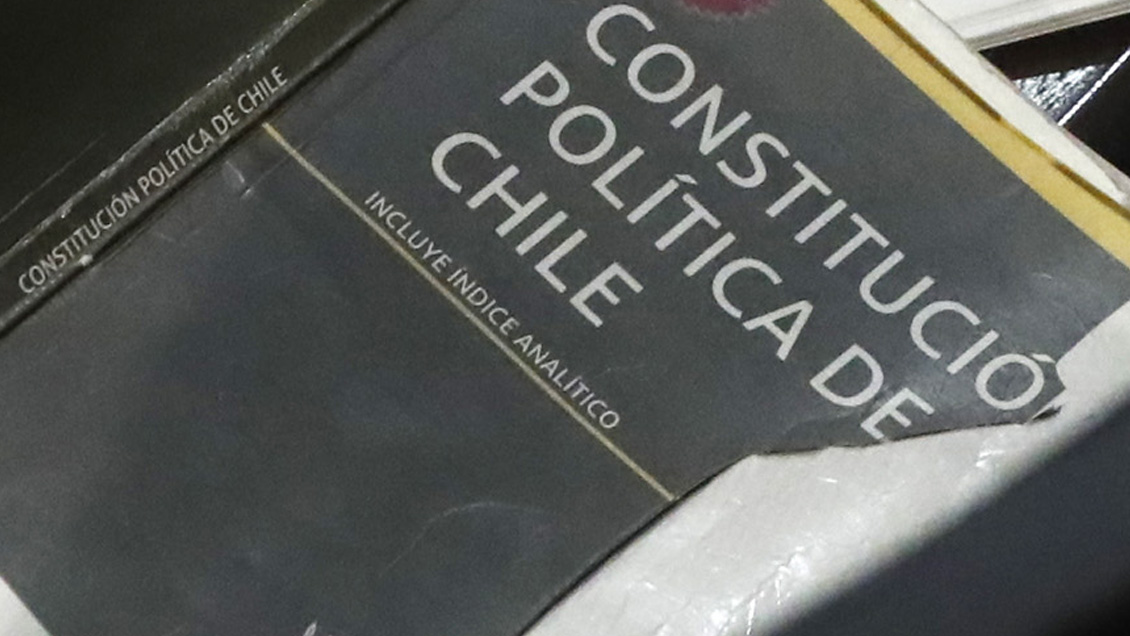 CONSTITUCIÓN POLÍTICA DE CHILE
CONSTITUCIÓ
POLÍTICA DE
CHILE
INCLUYE ÍNDICE ANALÍTICO